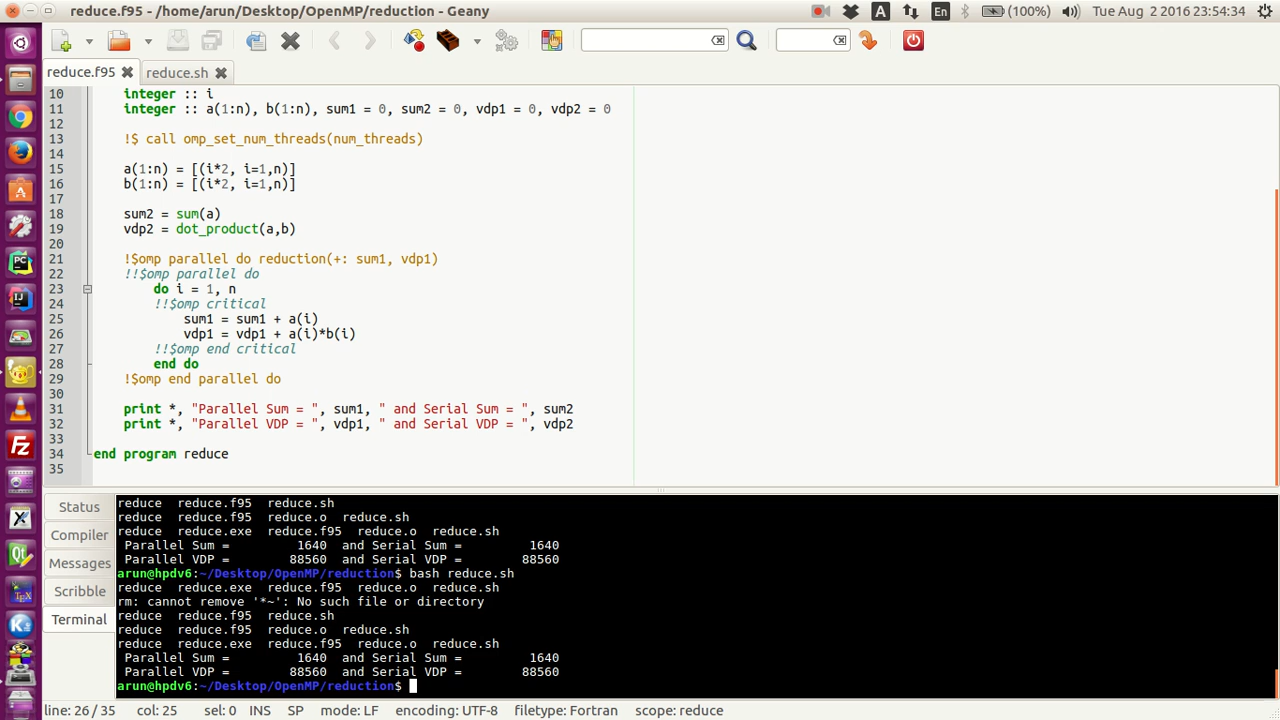 reduce.f95 - /home/arun/Desktop/OpenMP/reduction - Geany
A En (100%) Tue Aug 2 2016 23:54:34
reduce.f95 reduce.sh
10 integer :: i
11 integer :: a(1:n), b(1:n), sum1 = 0, sum2 = 0, vdp1 = 0, vdp2 = 0
12
13 !$ call omp_set_num_threads(num_threads)
14
15 a(1:n) = [(i*2, i=1,n)]
16 b(1:n) = [(i*2, i=1,n)]
17
18 sum2 = sum(a)
19 vdp2 = dot_product(a,b)
20
21 !$omp parallel do reduction(+: sum1, vdp1)
22 !!$omp parallel do
23 do i = 1, n
24 !!$omp critical
25 sum1 = sum1 + a(i)
26 vdp1 = vdp1 + a(i)*b(i)
27 !!$omp end critical
28 end do
29 !$omp end parallel do
30
31 print *, "Parallel Sum = ", sum1, " and Serial Sum = ", sum2
32 print *, "Parallel VDP = ", vdp1, " and Serial VDP = ", vdp2
33
34 end program reduce
35
Status
Compiler
Messages
Scribble
Terminal
reduce reduce.f95 reduce.sh
reduce reduce.f95 reduce.o reduce.sh
reduce reduce.exe reduce.f95 reduce.o reduce.sh
Parallel Sum = 1640 and Serial Sum = 1640
Parallel VDP = 88560 and Serial VDP = 88560
arun@hpdv6:~/Desktop/OpenMP/reduction$ bash reduce.sh
reduce reduce.exe reduce.f95 reduce.o reduce.sh
rm: cannot remove '*~': No such file or directory
reduce reduce.f95 reduce.sh
reduce reduce.f95 reduce.o reduce.sh
reduce reduce.exe reduce.f95 reduce.o reduce.sh
Parallel Sum = 1640 and Serial Sum = 1640
Parallel VDP = 88560 and Serial VDP = 88560
arun@hpdv6:~/Desktop/OpenMP/reduction$
line: 26 / 35 col: 25 sel: 0 INS SP mode: LF encoding: UTF-8 filetype: Fortran scope: reduce